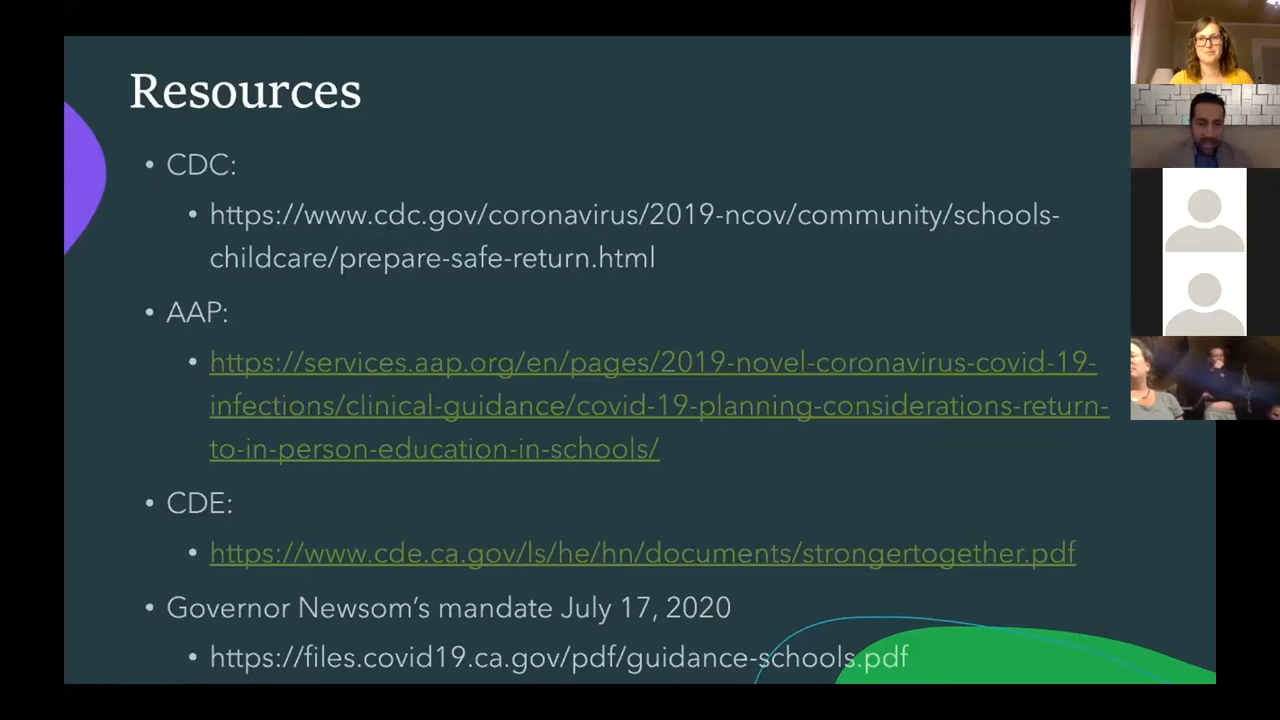 Resources
• CDC:
• https://www.cdc.gov/coronavirus/2019-ncov/community/schools-
childcare/prepare-safe-return.html
• AAP:
• https://services.aap.org/en/pages/2019-novel-coronavirus-covid-19-
infections/clinical-guidance/covid-19-planning-considerations-return-
to-in-person-education-in-schools/
• CDE:
• https://www.cde.ca.gov/ls/he/hn/documents/strongertogether.pdf
• Governor Newsom’s mandate July 17, 2020
• https://files.covid19.ca.gov/pdf/guidance-schools.pdf